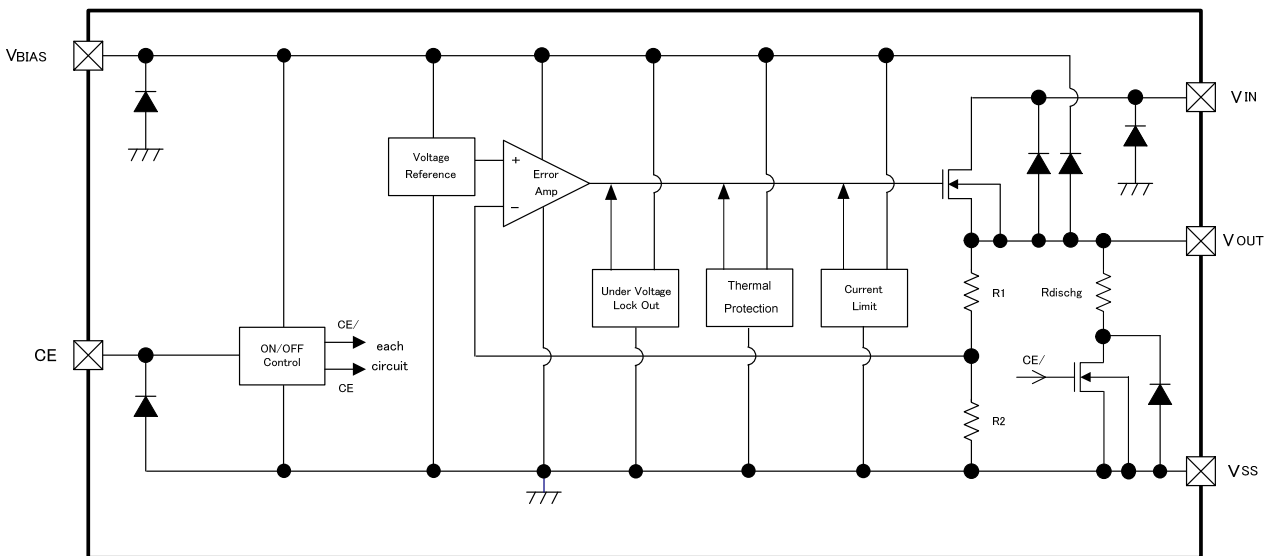 VBIAS
VIN
Voltage
Reference
+
Error
Amp
−
VOUT
Under Voltage
Lock Out
Thermal
Protection
Current
Limit
R1
Rdischg
CE
ON/OFF
Control
CE/
each
circuit
CE
CE/
R2
VSS